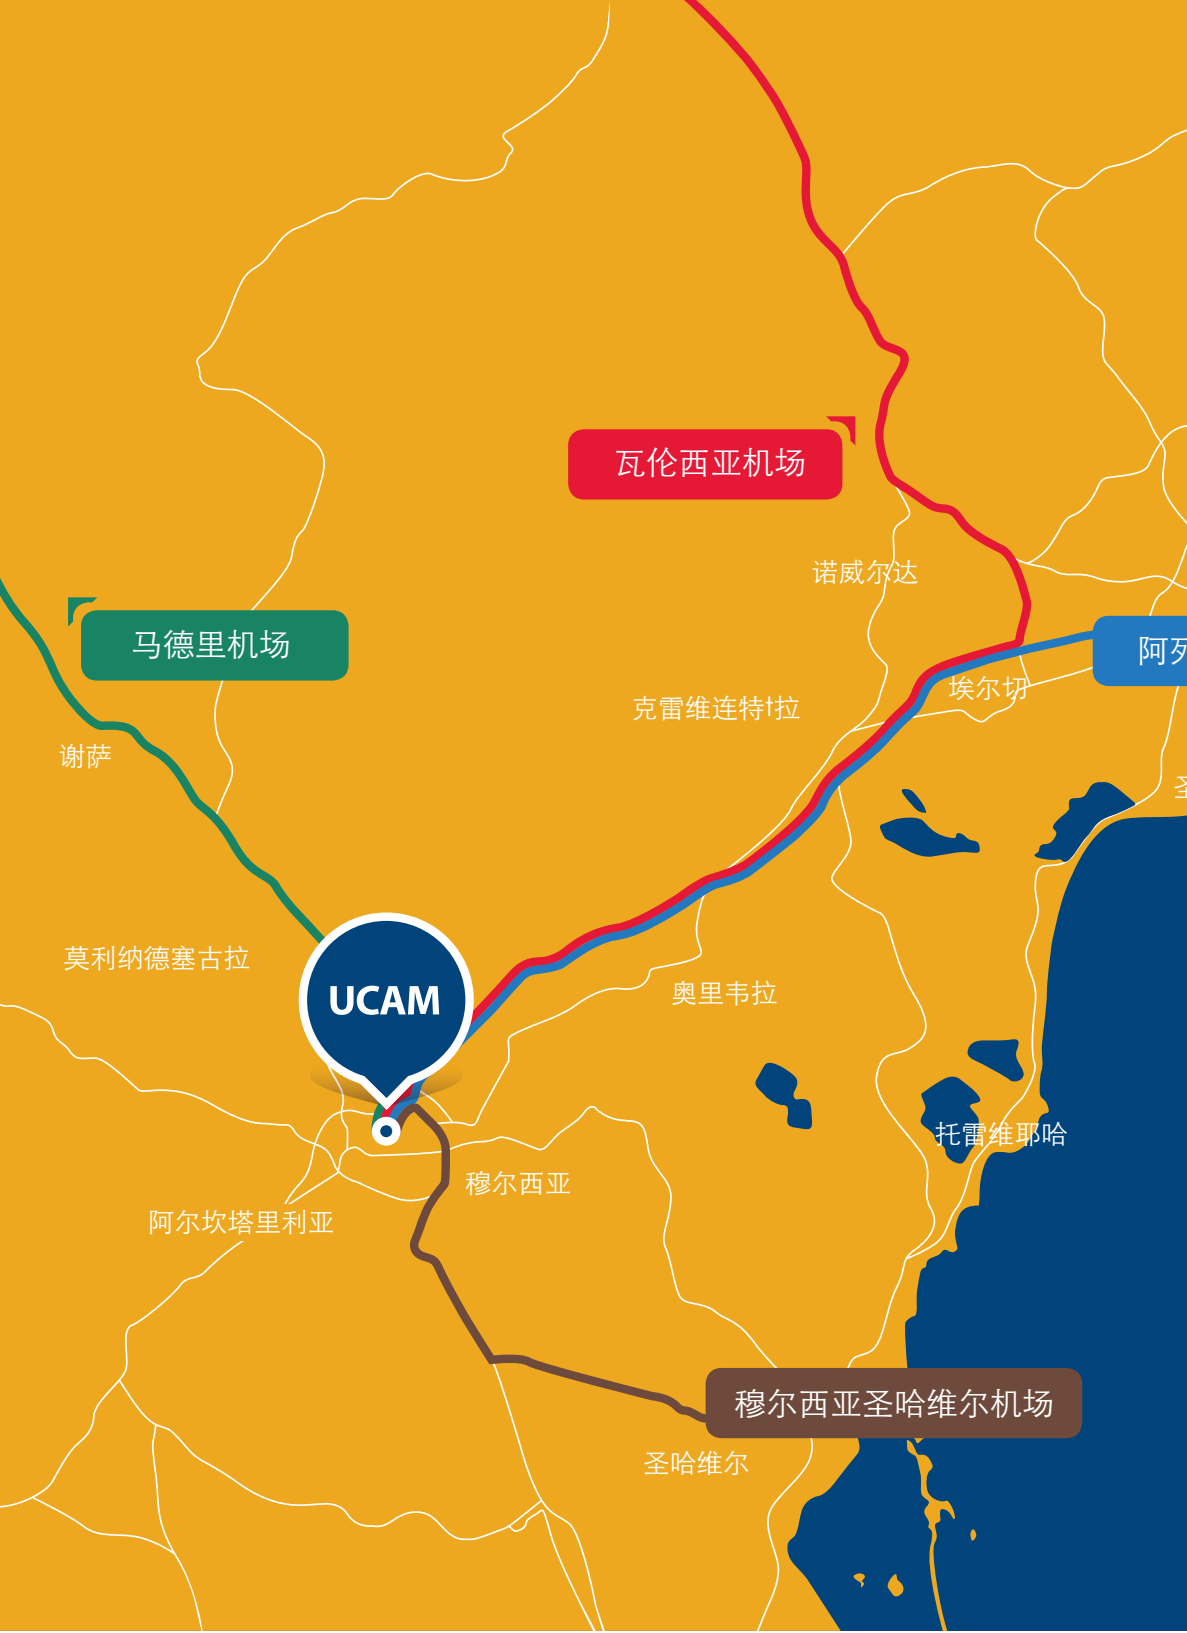 瓦伦西亚机场
诺威尔达
马德里机场
阿列
埃尔切
克雷维连特†拉
谢萨
圣
莫利纳德塞古拉
UCAM
奥里韦拉
托雷维耶哈
穆尔西亚
阿尔坎塔里利亚
穆尔西亚圣哈维尔机场
圣哈维尔